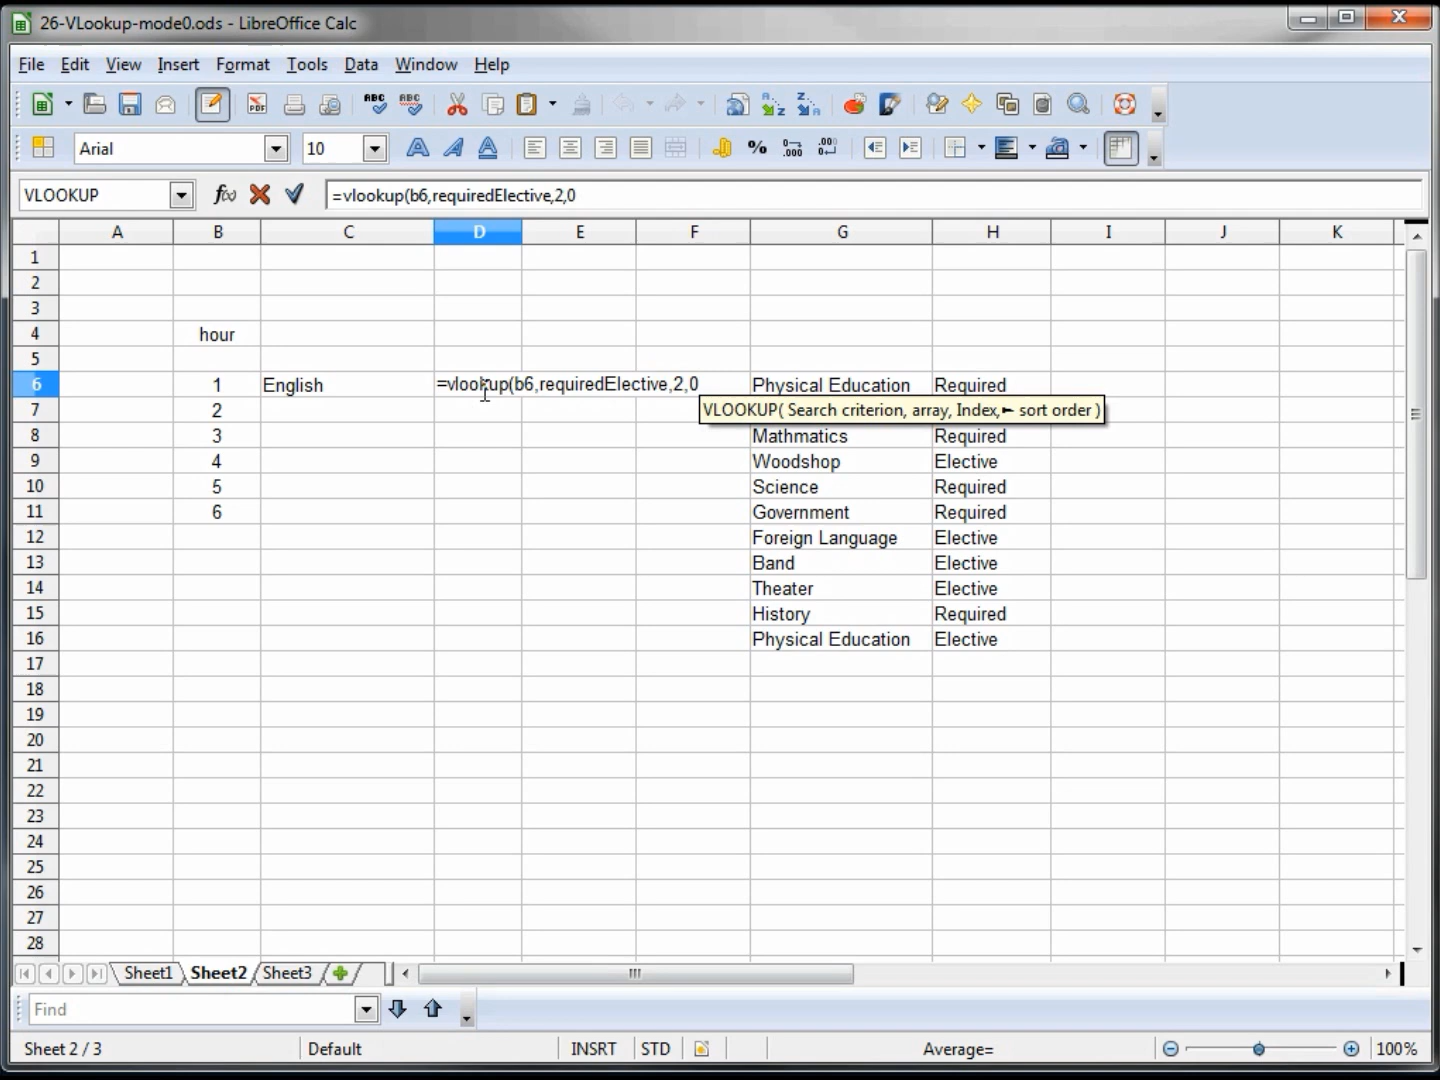 26-VLookup-mode0.ods - LibreOffice Calc
File Edit View Insert Format Tools Data Window Help
Arial 10
VLOOKUP =vlookup(b6,requiredElective,2,0
A B C D E F G H I J K
1
2
3
4 hour
5
6 1 English =vlookup(b6,requiredElective,2,0 Physical Education Required
7 2 VLOOKUP( Search criterion, array, Index, sort order )
8 3 Mathmatics Required
9 4 Woodshop Elective
10 5 Science Required
11 6 Government Required
12 Foreign Language Elective
13 Band Elective
14 Theater Elective
15 History Required
16 Physical Education Elective
17
18
19
20
21
22
23
24
25
26
27
28
Sheet1 Sheet2 Sheet3
Find
Sheet 2 / 3 Default INSRT STD Average= 100%